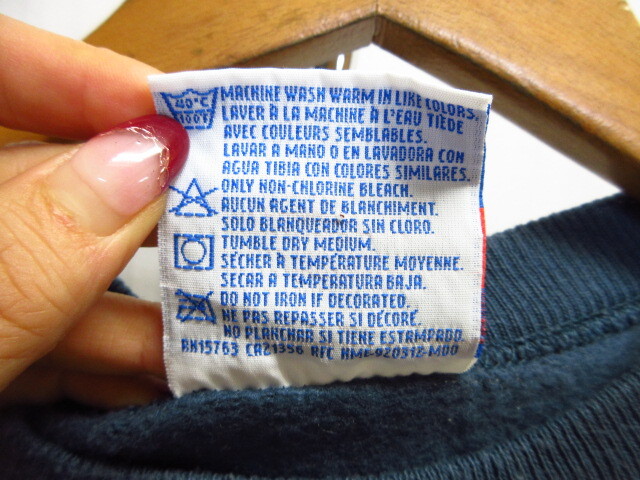 40°C
105°F
MACHINE WASH WARM IN LIKE COLORS.
LAVER À LA MACHINE À L'EAU TIÈDE
AVEC COULEURS SEMBLABLES.
LAVAR A MANO O EN LAVADORA CON
AGUA TIBIA CON COLORES SIMILARES.
ONLY NON-CHLORINE BLEACH.
AUCUN AGENT DE BLANCHIMENT.
SOLO BLANQUEADOR SIN CLORO.
TUMBLE DRY MEDIUM.
SÉCHER À TEMPÉRATURE MOYENNE.
SECAR A TEMPERATURA BAJA.
DO NOT IRON IF DECORATED.
NE PAS REPASSER SI DÉCORÉ.
NO PLANCHAR SI TIENE ESTAMPADO
RN15763 CA21356 RFC HML-920312-M00